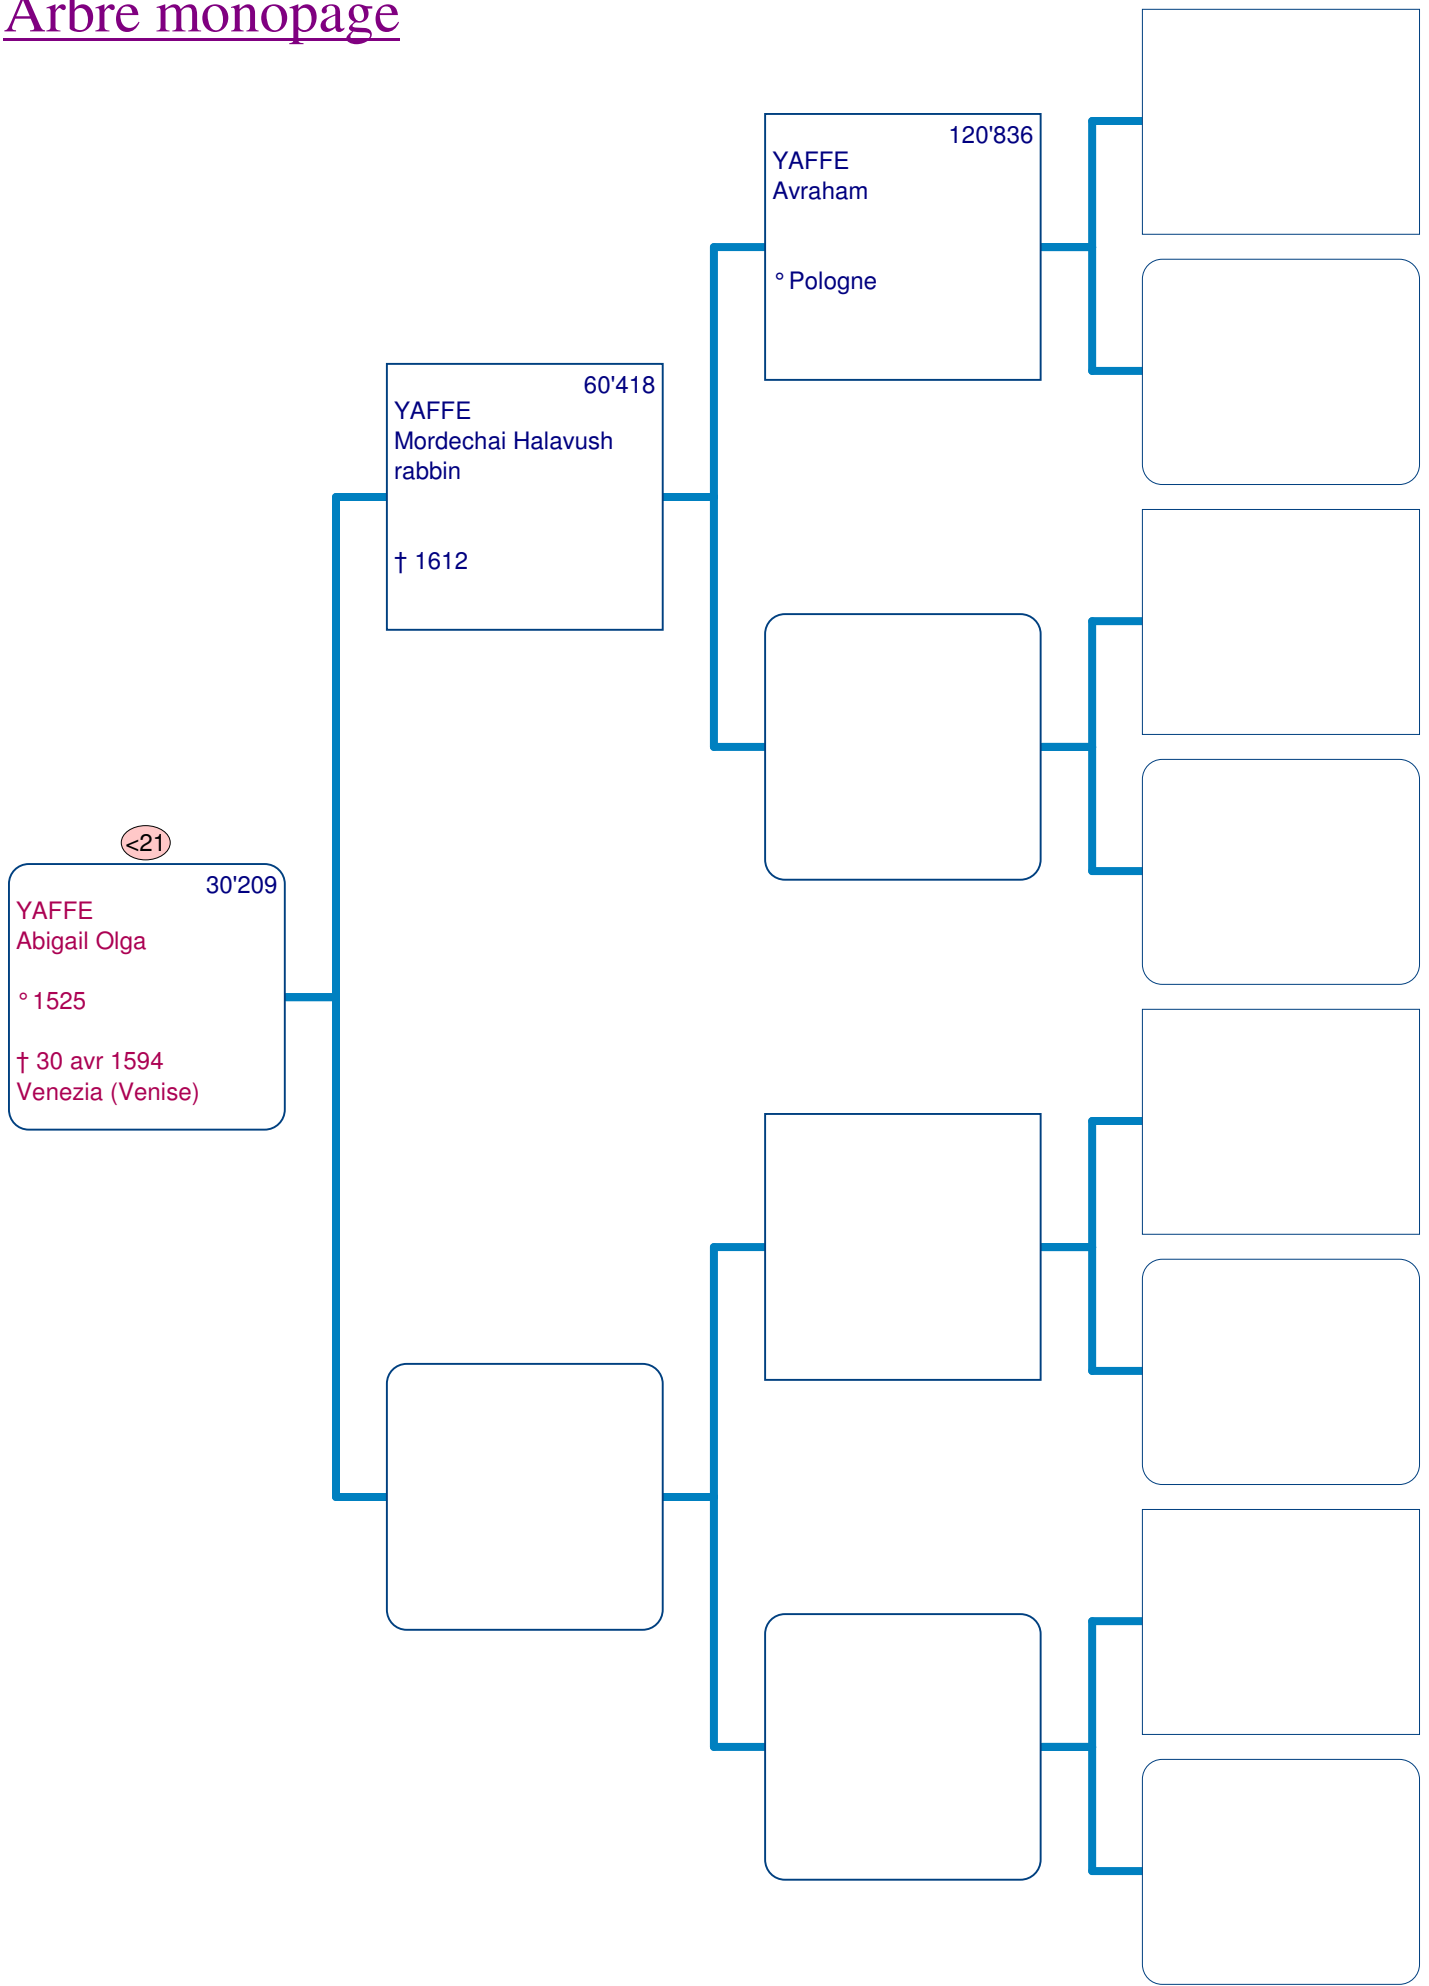 Arbre monopage
120'836
YAFFE
Avraham
° Pologne
60'418
YAFFE
Mordechai Halavush
rabbin
† 1612
<21
30'209
YAFFE
Abigail Olga
° 1525
† 30 avr 1594
Venezia (Venise)